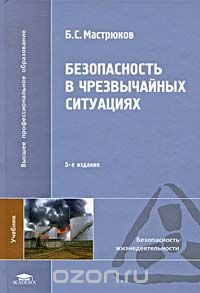 Высшее профессиональное образование
Б.С. Мастрюков
БЕЗОПАСНОСТЬ
В ЧРЕЗВЫЧАЙНЫХ
СИТУАЦИЯХ
5-е издание
Учебник
Безопасность
жизнедеятельности
ACADEMA
ozon.ru